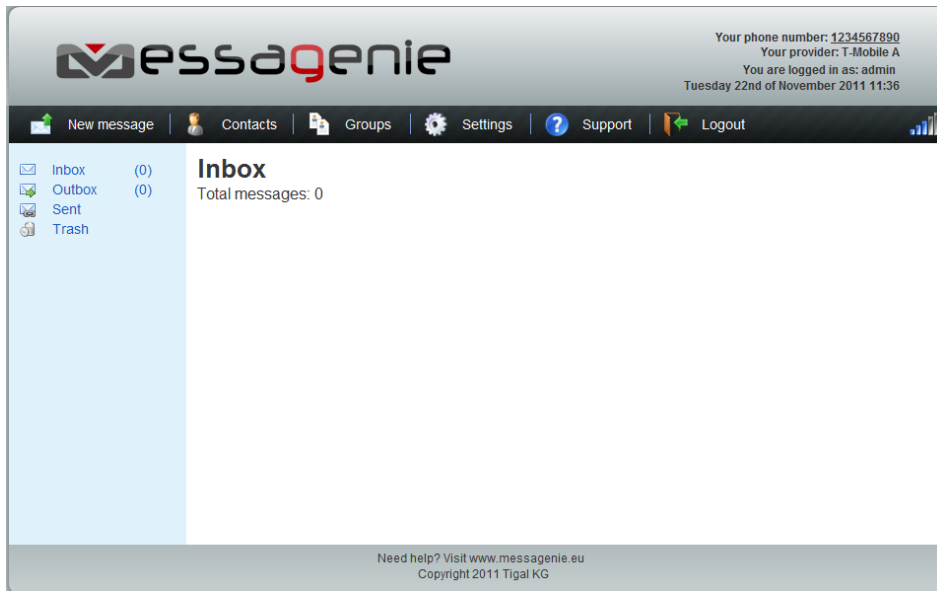 Messagenie
Your phone number: 1234567890
Your provider: T-Mobile A
You are logged in as: admin
Tuesday 22nd of November 2011 11:36
New message | Contacts | Groups | Settings | Support | Logout
Inbox (0)
Outbox (0)
Sent
Trash
Inbox
Total messages: 0
Need help? Visit www.messagenie.eu
Copyright 2011 Tigal KG